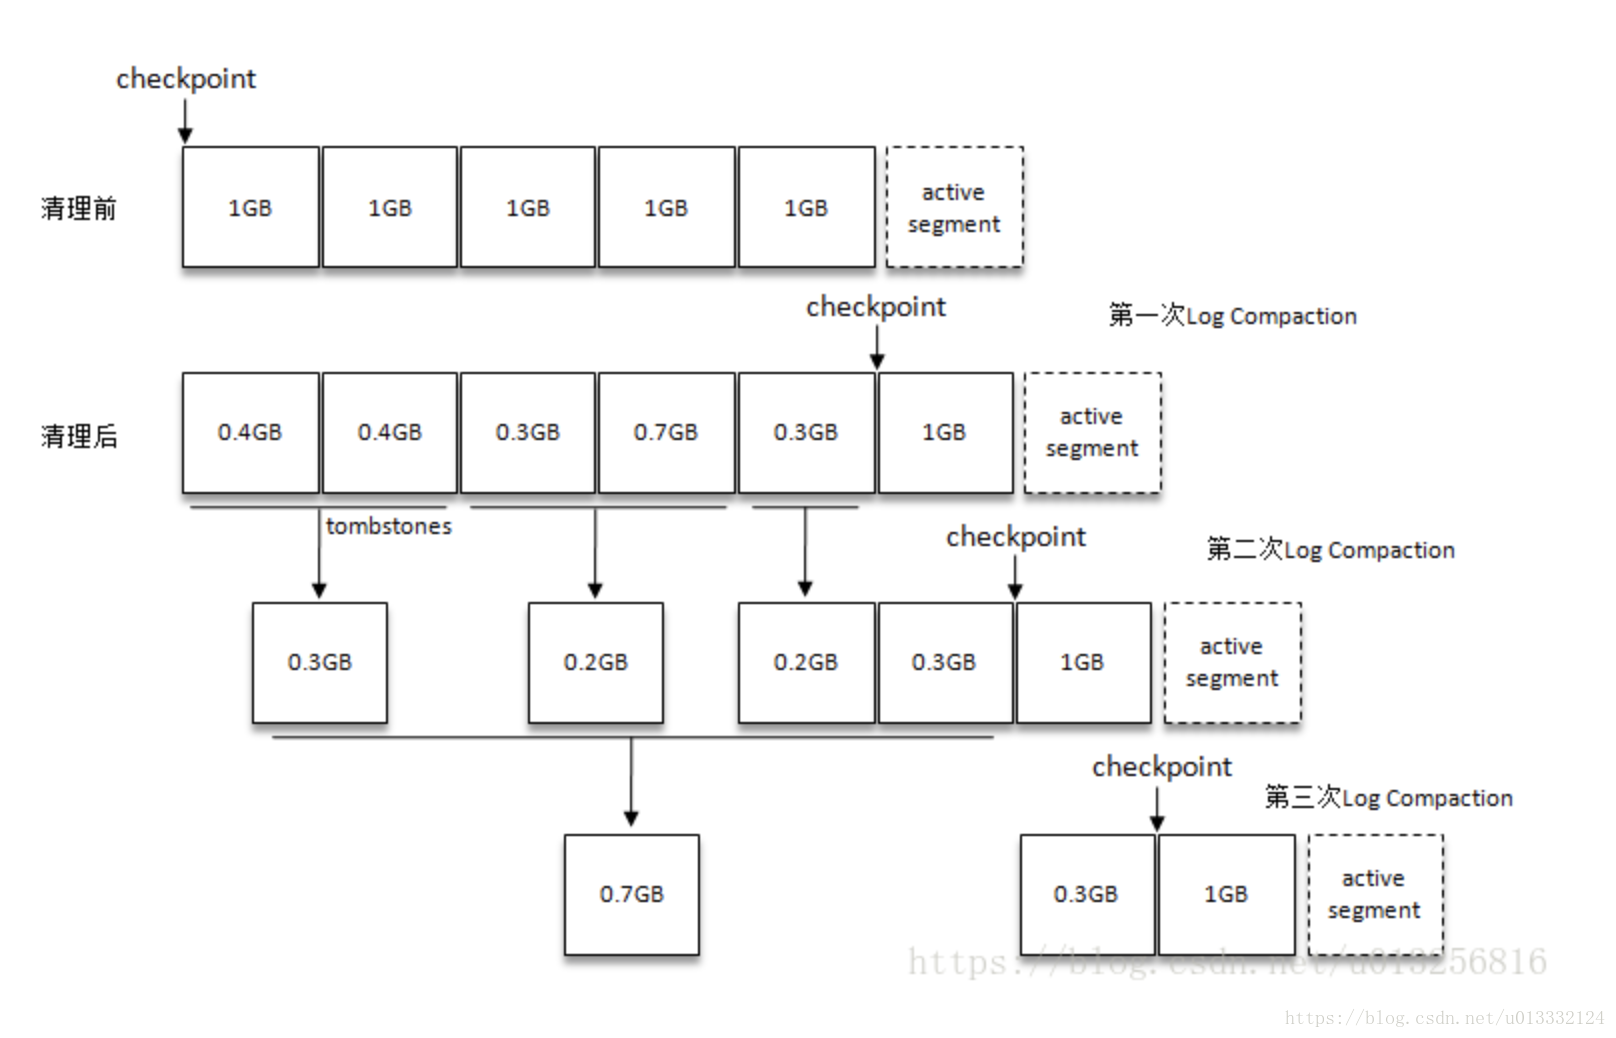 checkpoint
清理前
1GB
1GB
1GB
1GB
1GB
active
segment
checkpoint
第一次Log Compaction
清理后
0.4GB
0.4GB
0.3GB
0.7GB
0.3GB
1GB
active
segment
tombstones
checkpoint
第二次Log Compaction
0.3GB
0.2GB
0.2GB
0.3GB
1GB
active
segment
checkpoint
第三次Log Compaction
0.7GB
0.3GB
1GB
active
segment
https://blog.csdn.net/u013256816
https://blog.csdn.net/u013332124